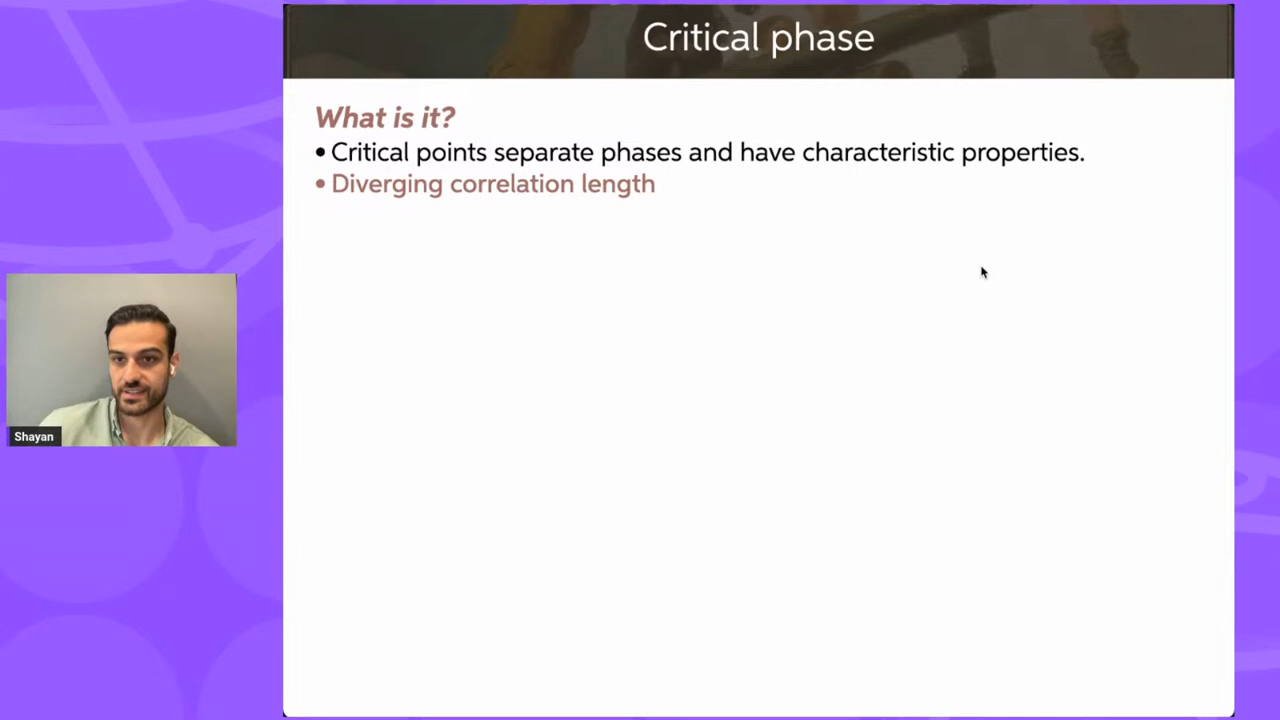 Critical phase
What is it?
• Critical points separate phases and have characteristic properties.
• Diverging correlation length
Shayan